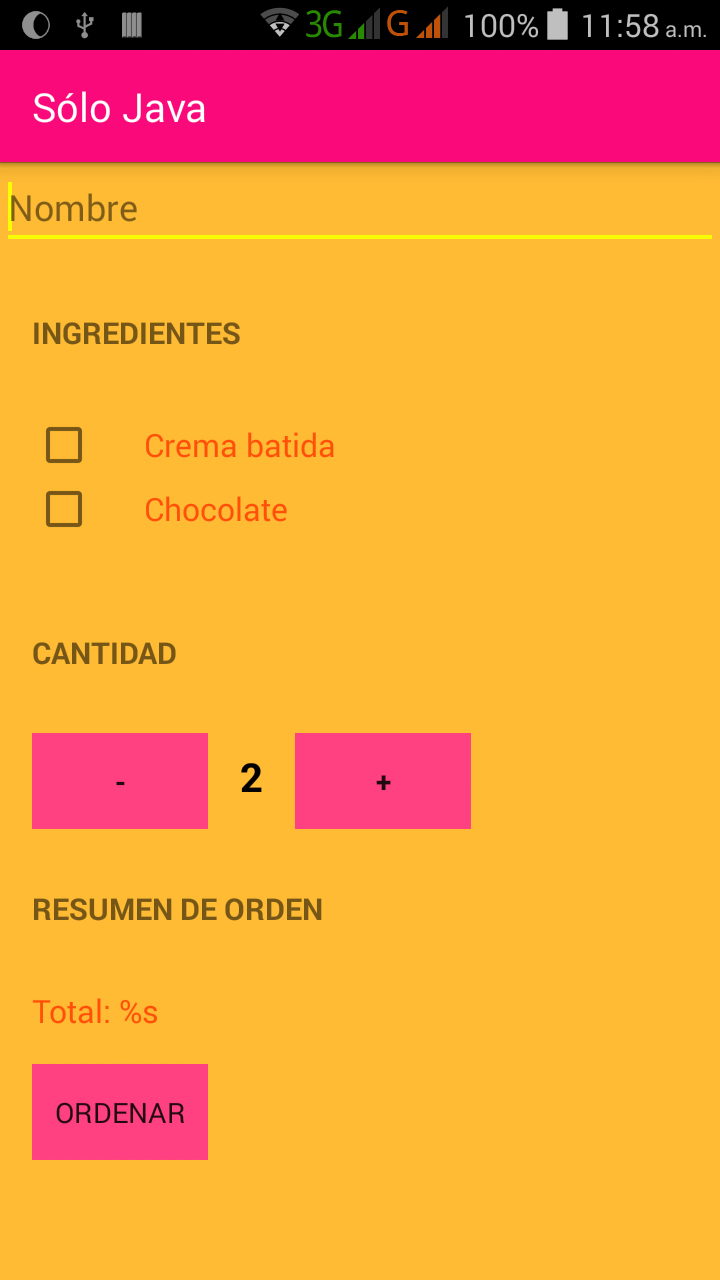 3G G 100% 11:58 a.m.
Sólo Java
Nombre
INGREDIENTES
Crema batida
Chocolate
CANTIDAD
- 2 +
RESUMEN DE ORDEN
Total: %s
ORDENAR